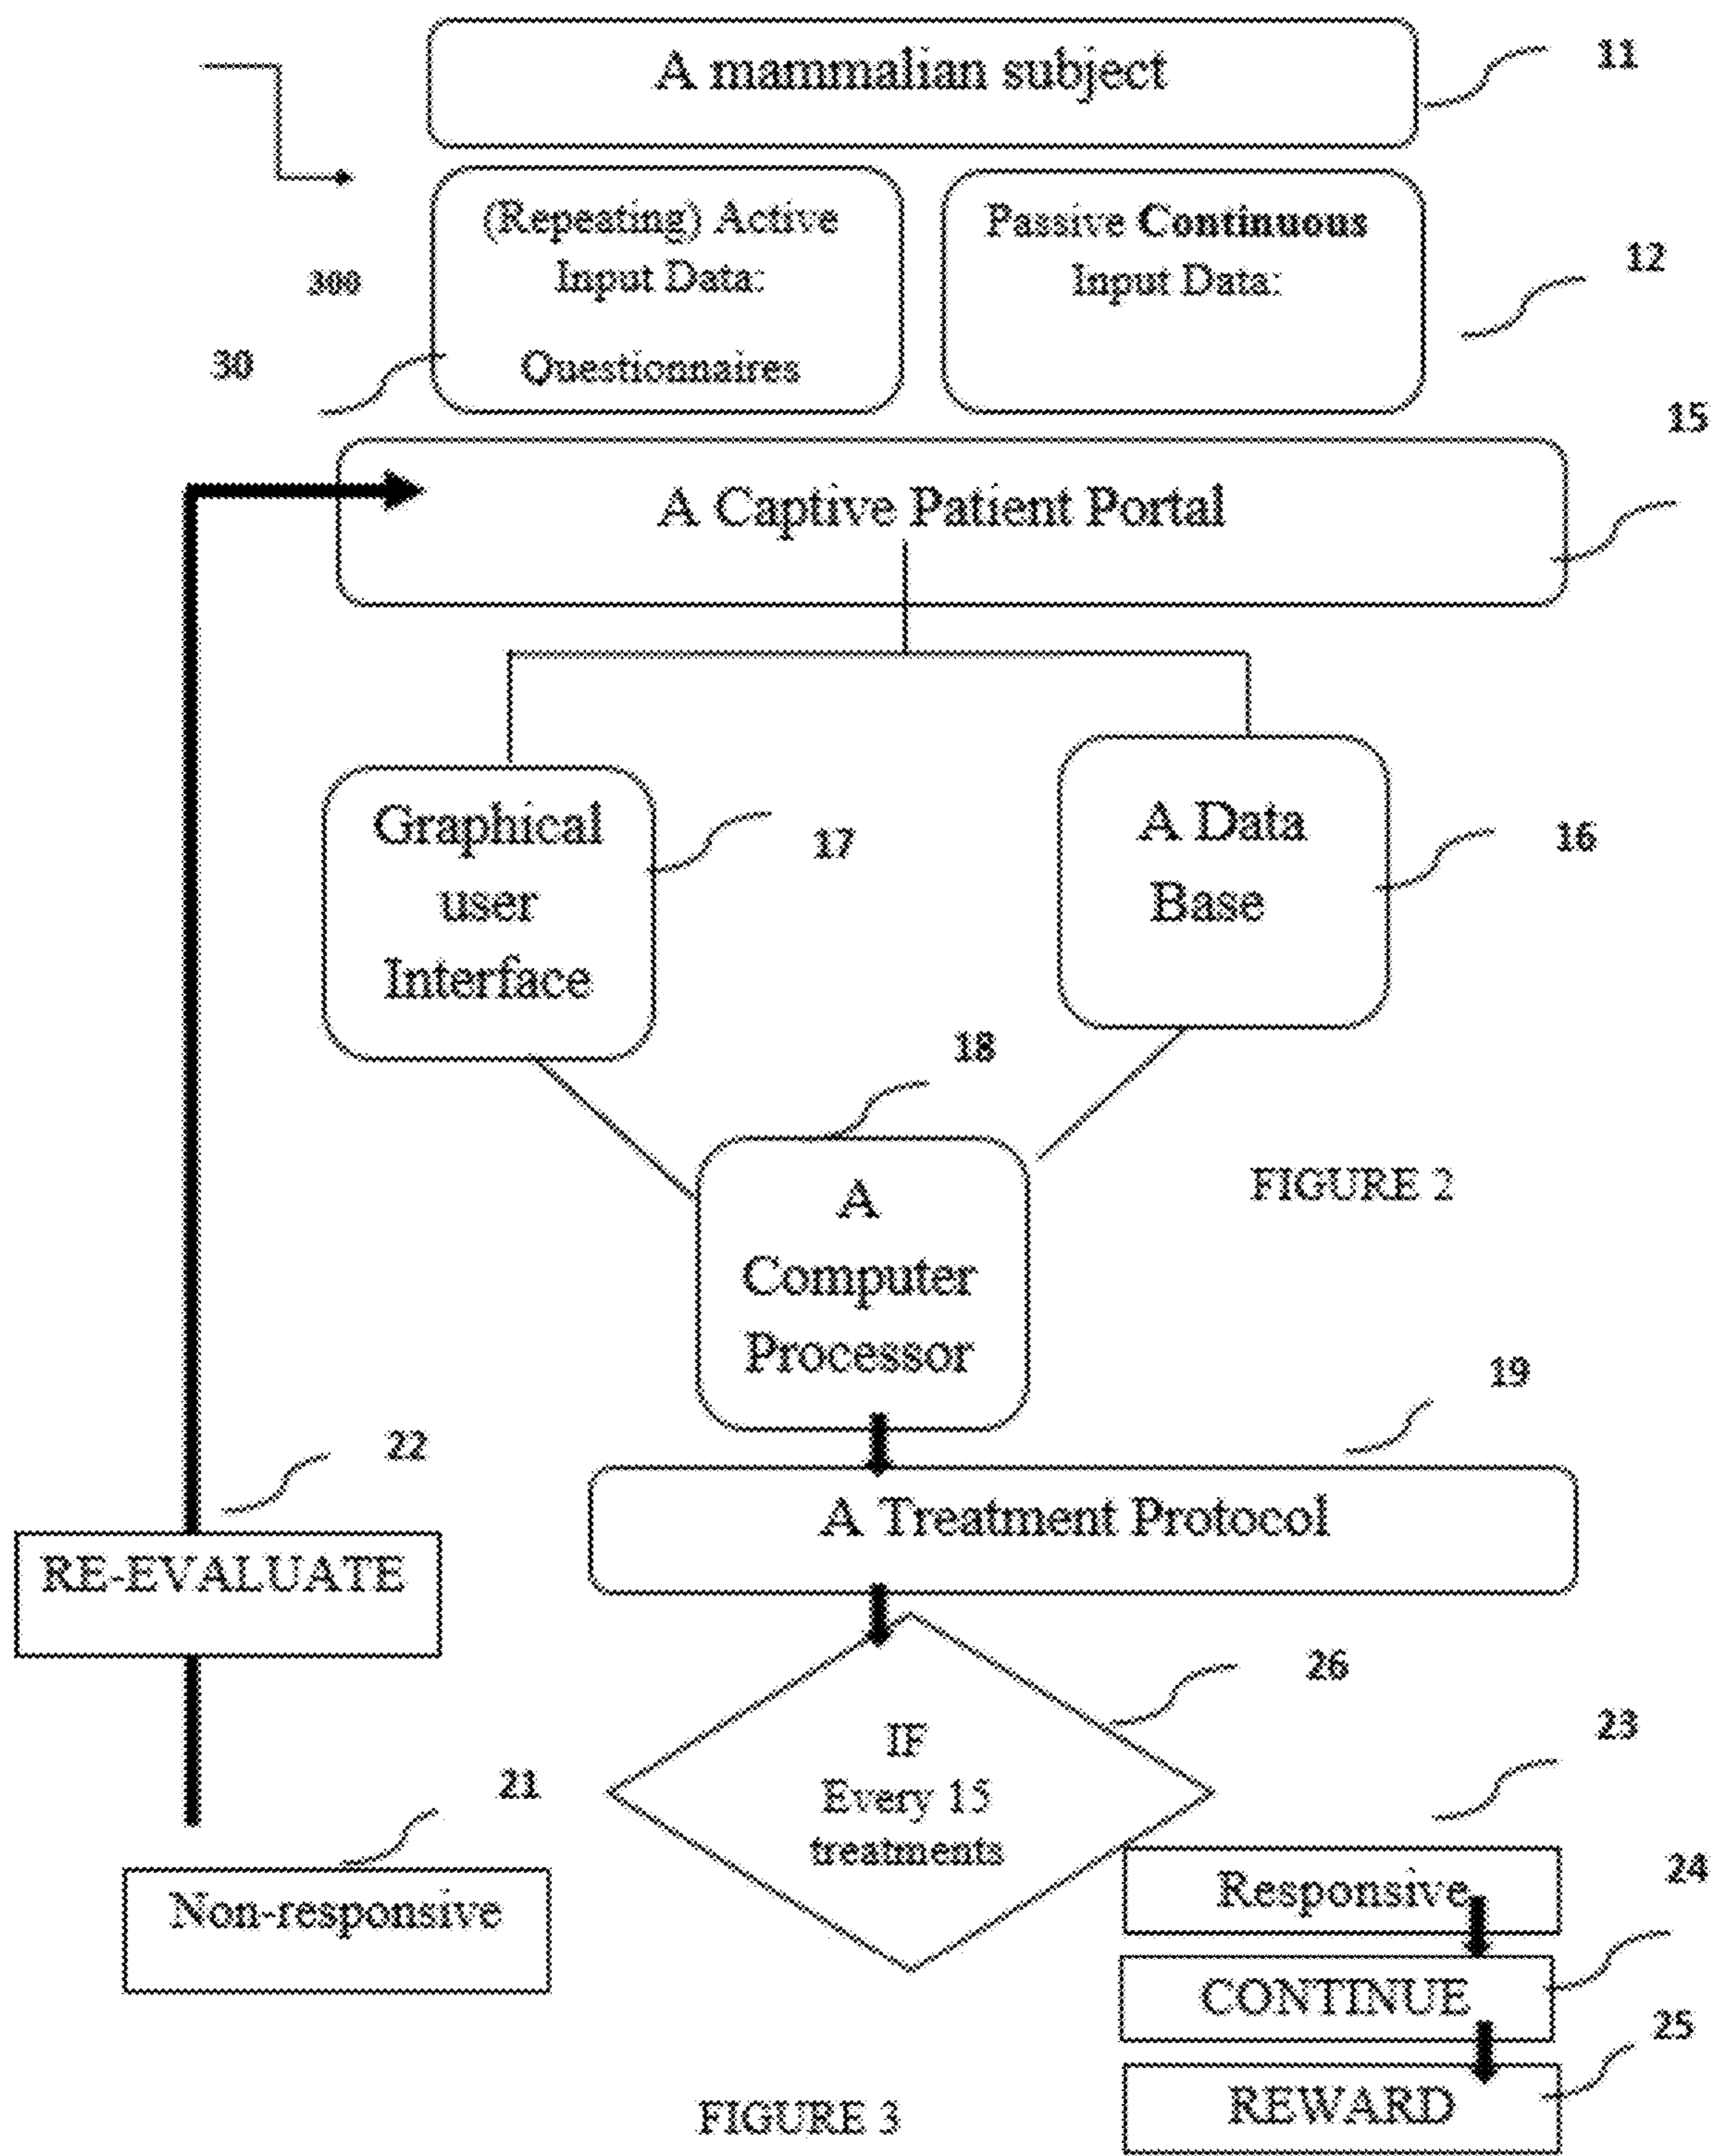 A mammalian subject
11
(Repeating) Active
Input Data:
Questionnaires
Passive Continuous
Input Data:
12
300
30
15
A Captive Patient Portal
Graphical
user
Interface
17
A Data
Base
16
18
A
Computer
Processor
FIGURE 2
19
A Treatment Protocol
22
RE-EVALUATE
26
IF
Every 15
treatments
23
21
Non-responsive
Responsive
24
CONTINUE
25
REWARD
FIGURE 3